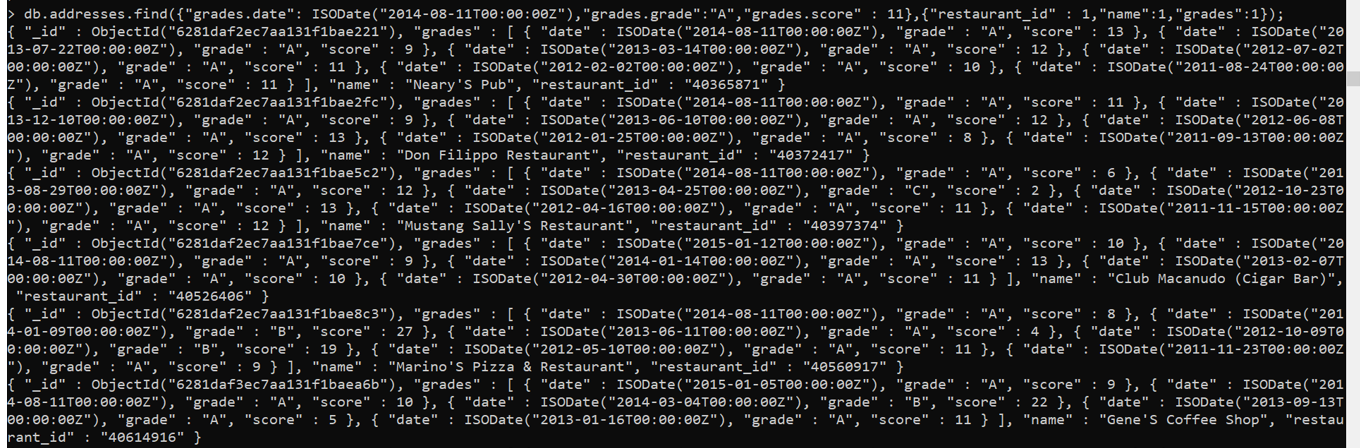 > db.addresses.find({"grades.date": ISODate("2014-08-11T00:00:00Z"),"grades.grade":"A","grades.score" : 11},{"restaurant_id" : 1,"name":1,"grades":1});
{ "_id" : ObjectId("6281daf2ec7aa131f1bae221"), "grades" : [ { "date" : ISODate("2014-08-11T00:00:00Z"), "grade" : "A", "score" : 13 }, { "date" : ISODate("20
13-07-22T00:00:00Z"), "grade" : "A", "score" : 9 }, { "date" : ISODate("2013-03-14T00:00:00Z"), "grade" : "A", "score" : 12 }, { "date" : ISODate("2012-07-02T
00:00:00Z"), "grade" : "A", "score" : 11 }, { "date" : ISODate("2012-02-02T00:00:00Z"), "grade" : "A", "score" : 10 }, { "date" : ISODate("2011-08-24T00:00:00
Z"), "grade" : "A", "score" : 11 } ], "name" : "Neary'S Pub", "restaurant_id" : "40365871" }
{ "_id" : ObjectId("6281daf2ec7aa131f1bae2fc"), "grades" : [ { "date" : ISODate("2014-08-11T00:00:00Z"), "grade" : "A", "score" : 11 }, { "date" : ISODate("20
13-12-10T00:00:00Z"), "grade" : "A", "score" : 9 }, { "date" : ISODate("2013-06-10T00:00:00Z"), "grade" : "A", "score" : 12 }, { "date" : ISODate("2012-06-08T
00:00:00Z"), "grade" : "A", "score" : 13 }, { "date" : ISODate("2012-01-25T00:00:00Z"), "grade" : "A", "score" : 8 }, { "date" : ISODate("2011-09-13T00:00:00Z
"), "grade" : "A", "score" : 12 } ], "name" : "Don Filippo Restaurant", "restaurant_id" : "40372417" }
{ "_id" : ObjectId("6281daf2ec7aa131f1bae5c2"), "grades" : [ { "date" : ISODate("2014-08-11T00:00:00Z"), "grade" : "A", "score" : 6 }, { "date" : ISODate("201
3-08-29T00:00:00Z"), "grade" : "A", "score" : 12 }, { "date" : ISODate("2013-04-25T00:00:00Z"), "grade" : "C", "score" : 2 }, { "date" : ISODate("2012-10-23T0
0:00:00Z"), "grade" : "A", "score" : 13 }, { "date" : ISODate("2012-04-16T00:00:00Z"), "grade" : "A", "score" : 11 }, { "date" : ISODate("2011-11-15T00:00:00Z
"), "grade" : "A", "score" : 12 } ], "name" : "Mustang Sally'S Restaurant", "restaurant_id" : "40397374" }
{ "_id" : ObjectId("6281daf2ec7aa131f1bae7ce"), "grades" : [ { "date" : ISODate("2015-01-12T00:00:00Z"), "grade" : "A", "score" : 10 }, { "date" : ISODate("20
14-08-11T00:00:00Z"), "grade" : "A", "score" : 9 }, { "date" : ISODate("2014-01-14T00:00:00Z"), "grade" : "A", "score" : 13 }, { "date" : ISODate("2013-02-07T
00:00:00Z"), "grade" : "A", "score" : 10 }, { "date" : ISODate("2012-04-30T00:00:00Z"), "grade" : "A", "score" : 11 } ], "name" : "Club Macanudo (Cigar Bar)",
 "restaurant_id" : "40526406" }
{ "_id" : ObjectId("6281daf2ec7aa131f1bae8c3"), "grades" : [ { "date" : ISODate("2014-08-11T00:00:00Z"), "grade" : "A", "score" : 8 }, { "date" : ISODate("201
4-01-09T00:00:00Z"), "grade" : "B", "score" : 27 }, { "date" : ISODate("2013-06-11T00:00:00Z"), "grade" : "A", "score" : 4 }, { "date" : ISODate("2012-10-09T0
0:00:00Z"), "grade" : "B", "score" : 19 }, { "date" : ISODate("2012-05-10T00:00:00Z"), "grade" : "A", "score" : 11 }, { "date" : ISODate("2011-11-23T00:00:00Z
"), "grade" : "A", "score" : 9 } ], "name" : "Marino'S Pizza & Restaurant", "restaurant_id" : "40560917" }
{ "_id" : ObjectId("6281daf3ec7aa131f1baea6b"), "grades" : [ { "date" : ISODate("2015-01-05T00:00:00Z"), "grade" : "A", "score" : 9 }, { "date" : ISODate("201
4-08-11T00:00:00Z"), "grade" : "A", "score" : 10 }, { "date" : ISODate("2014-03-04T00:00:00Z"), "grade" : "B", "score" : 22 }, { "date" : ISODate("2013-09-13T
00:00:00Z"), "grade" : "A", "score" : 5 }, { "date" : ISODate("2013-01-16T00:00:00Z"), "grade" : "A", "score" : 11 } ], "name" : "Gene'S Coffee Shop", "restau
rant_id" : "40614916" }